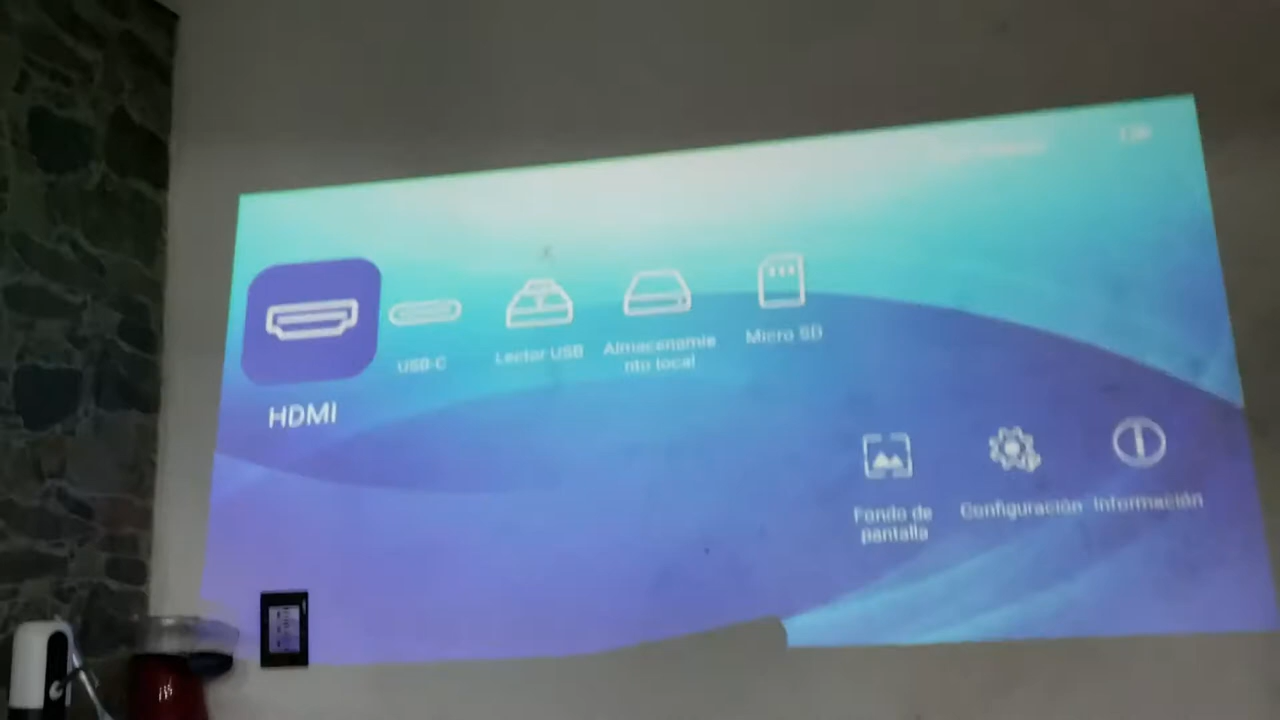 HDMI
USB-C
Lector USB
Almacenamie
nto local
Micro SD
Fondo de
pantalla
Configuración
Información